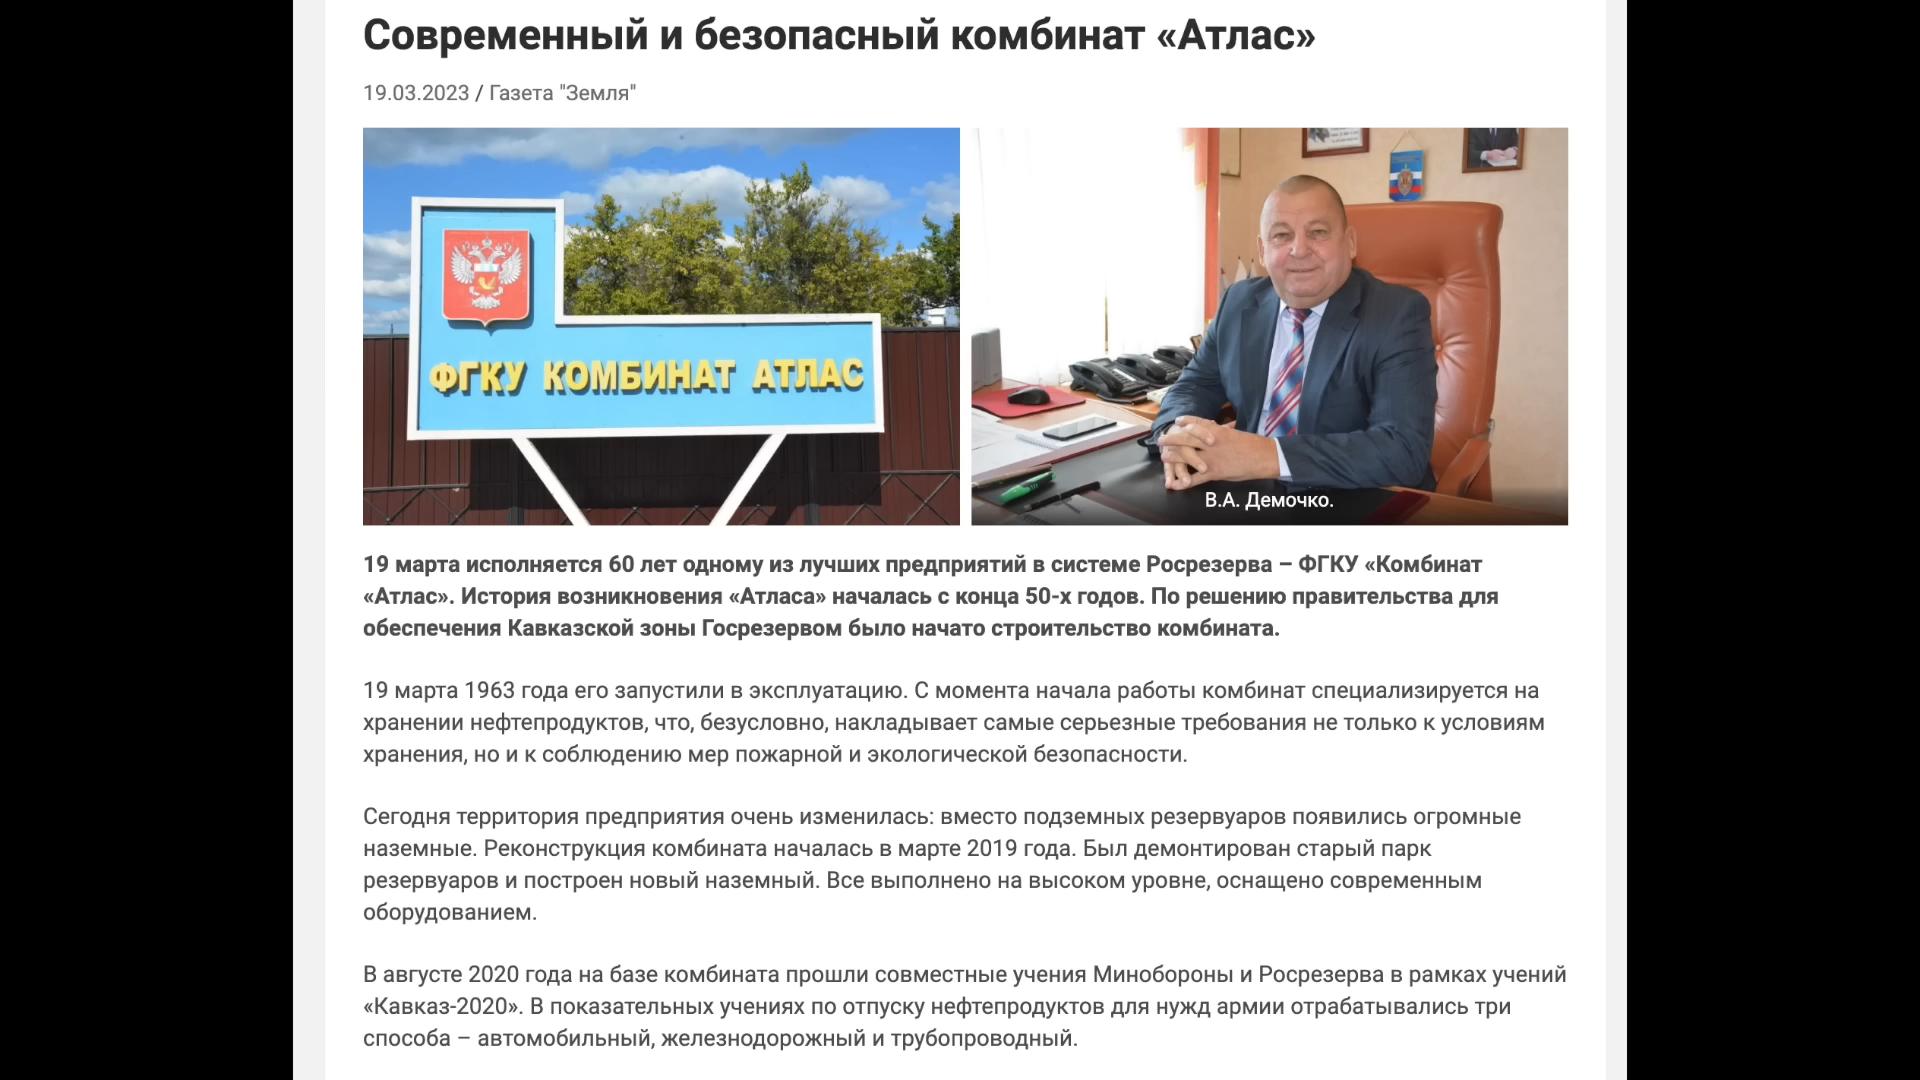 Современный и безопасный комбинат «Атлас»
19.03.2023 / Газета "Земля"
ФГКУ КОМБИНАТ АТЛАС
В.А. Демочко.
19 марта исполняется 60 лет одному из лучших предприятий в системе Росрезерва – ФГКУ «Комбинат
«Атлас». История возникновения «Атласа» началась с конца 50-х годов. По решению правительства для
обеспечения Кавказской зоны Госрезервом было начато строительство комбината.
19 марта 1963 года его запустили в эксплуатацию. С момента начала работы комбинат специализируется на
хранении нефтепродуктов, что, безусловно, накладывает самые серьезные требования не только к условиям
хранения, но и к соблюдению мер пожарной и экологической безопасности.
Сегодня территория предприятия очень изменилась: вместо подземных резервуаров появились огромные
наземные. Реконструкция комбината началась в марте 2019 года. Был демонтирован старый парк
резервуаров и построен новый наземный. Все выполнено на высоком уровне, оснащено современным
оборудованием.
В августе 2020 года на базе комбината прошли совместные учения Минобороны и Росрезерва в рамках учений
«Кавказ-2020». В показательных учениях по отпуску нефтепродуктов для нужд армии отрабатывались три
способа – автомобильный, железнодорожный и трубопроводный.